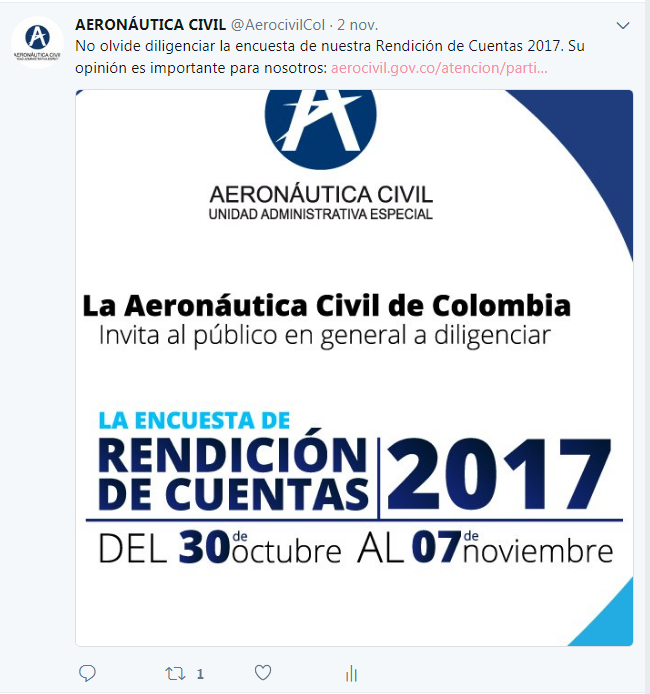 AERONÁUTICA CIVIL @AerocivilCol · 2 nov.
No olvide diligenciar la encuesta de nuestra Rendición de Cuentas 2017. Su
opinión es importante para nosotros: aerocivil.gov.co/atencion/parti...
AERONÁUTICA CIVIL
UNIDAD ADMINISTRATIVA ESPECIAL
La Aeronáutica Civil de Colombia
Invita al público en general a diligenciar
LA ENCUESTA DE
RENDICIÓN
DE CUENTAS 2017
DEL 30 de octubre AL 07 de noviembre
1